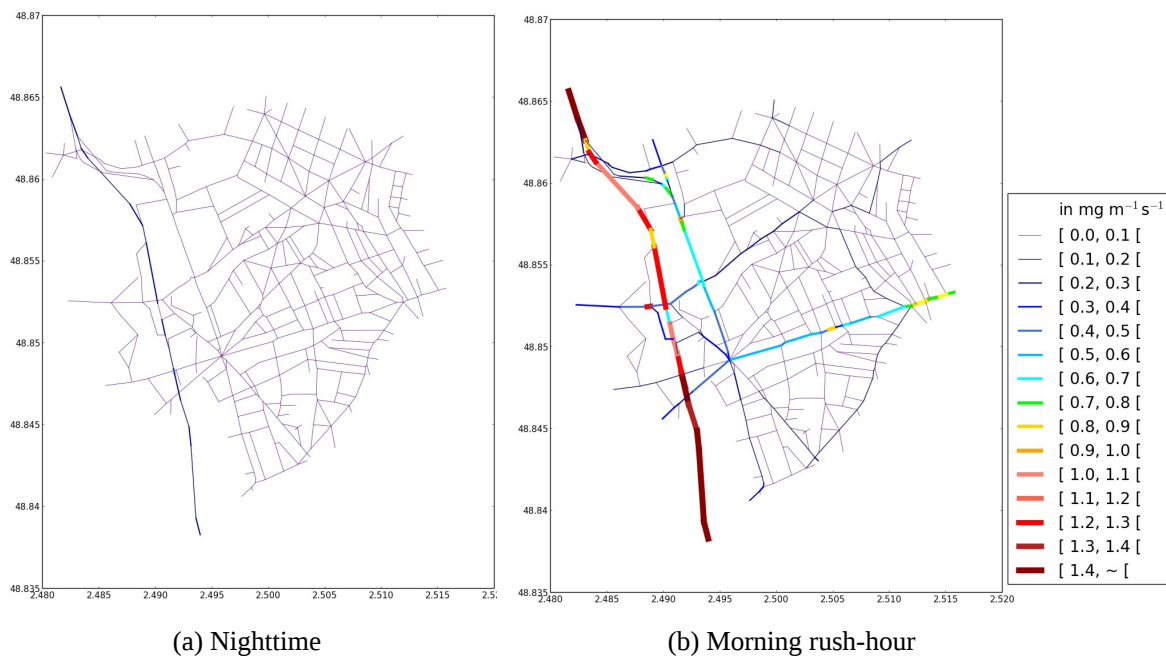 48.87
48.865
48.86
48.855
48.85
48.845
48.84
48.835
2.480 2.485 2.490 2.495 2.500 2.505 2.510 2.515 2.5
(a) Nighttime
48.87
48.865
48.86
48.855
48.85
48.845
48.84
48.835
2.480 2.485 2.490 2.495 2.500 2.505 2.510 2.515 2.520
(b) Morning rush-hour
in mg m⁻¹ s⁻¹
[ 0.0, 0.1 [
[ 0.1, 0.2 [
[ 0.2, 0.3 [
[ 0.3, 0.4 [
[ 0.4, 0.5 [
[ 0.5, 0.6 [
[ 0.6, 0.7 [
[ 0.7, 0.8 [
[ 0.8, 0.9 [
[ 0.9, 1.0 [
[ 1.0, 1.1 [
[ 1.1, 1.2 [
[ 1.2, 1.3 [
[ 1.3, 1.4 [
[ 1.4, ~ [